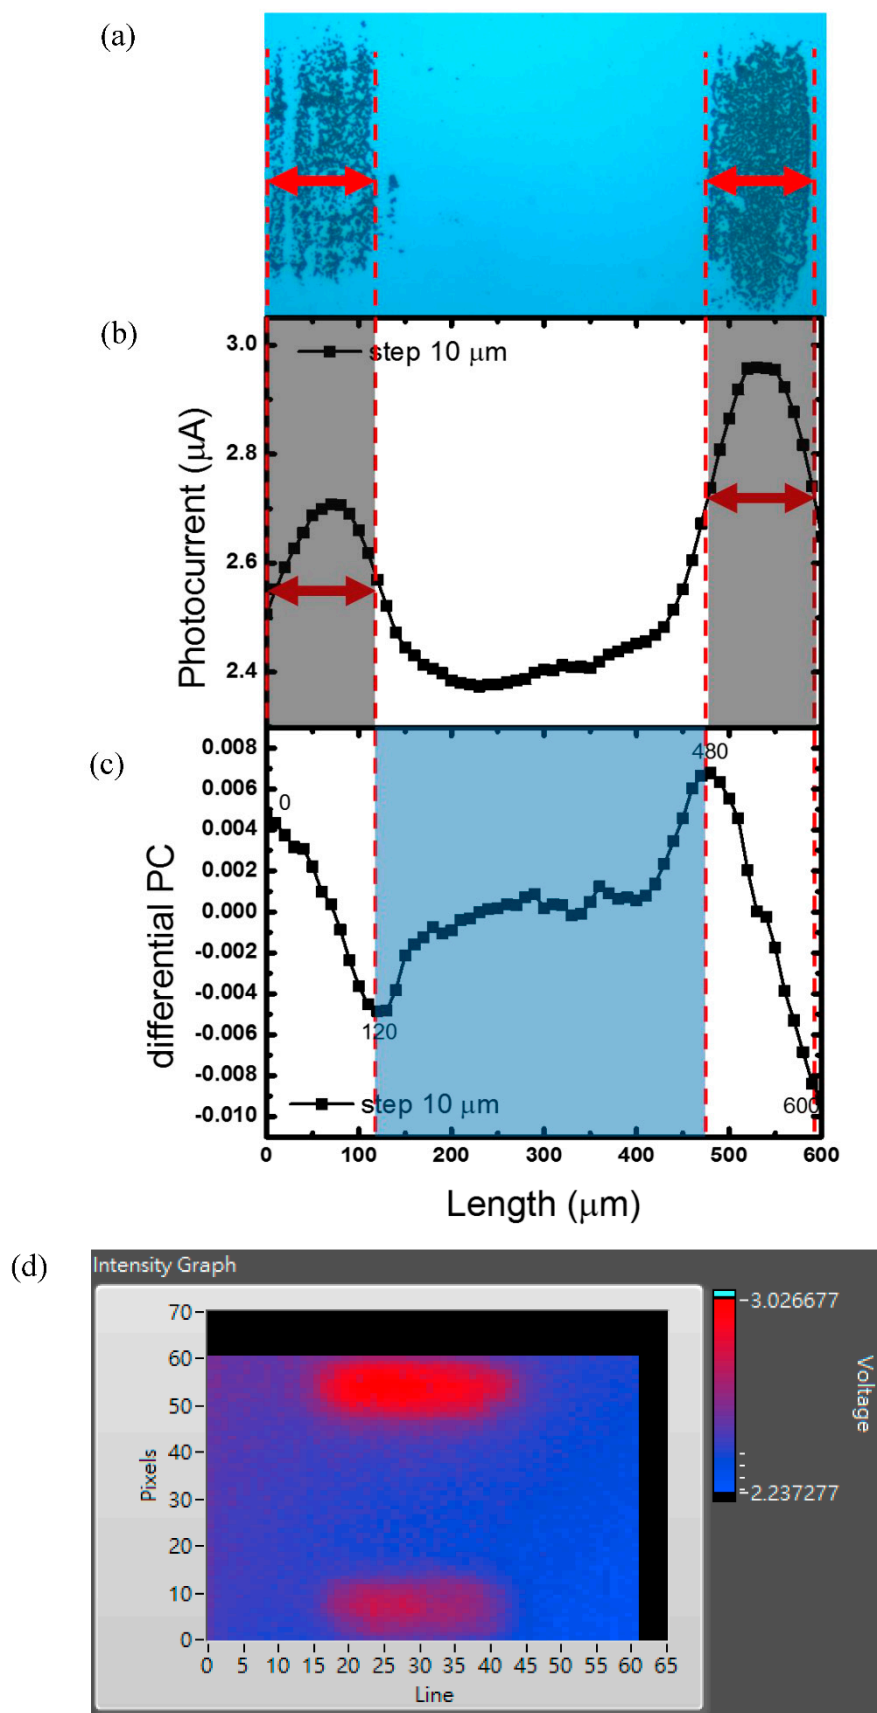 (a)
(b)
Photocurrent (μA)
3.0
2.8
2.6
2.4
step 10 μm
(c)
differential PC
0.008
0.006
0.004
0.002
0.000
-0.002
-0.004
-0.006
-0.008
-0.010
0
120
480
600
step 10 μm
0 100 200 300 400 500 600
Length (μm)
(d)
Intensity Graph
Pixels
70
60
50
40
30
20
10
0
0 5 10 15 20 25 30 35 40 45 50 55 60 65
Line
3.026677
2.237277
Voltage